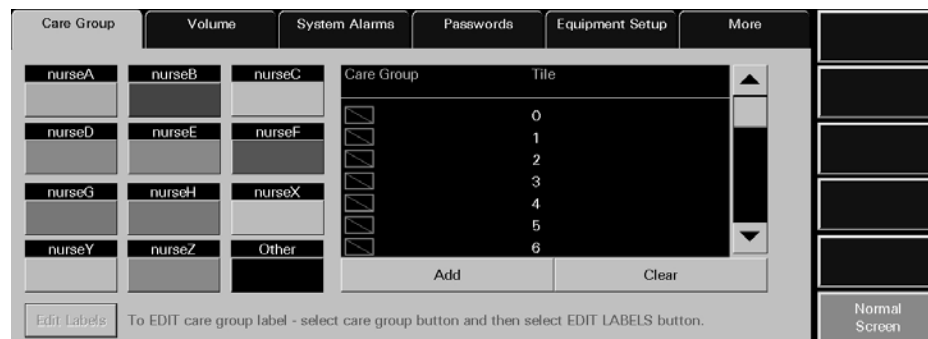 Care Group Volume System Alarms Passwords Equipment Setup More
nurseA nurseB nurseC
nurseD nurseE nurseF
nurseG nurseH nurseX
nurseY nurseZ Other
Care Group Tile
0
1
2
3
4
5
6
Add Clear
Edit Labels To EDIT care group label - select care group button and then select EDIT LABELS button.
Normal
Screen